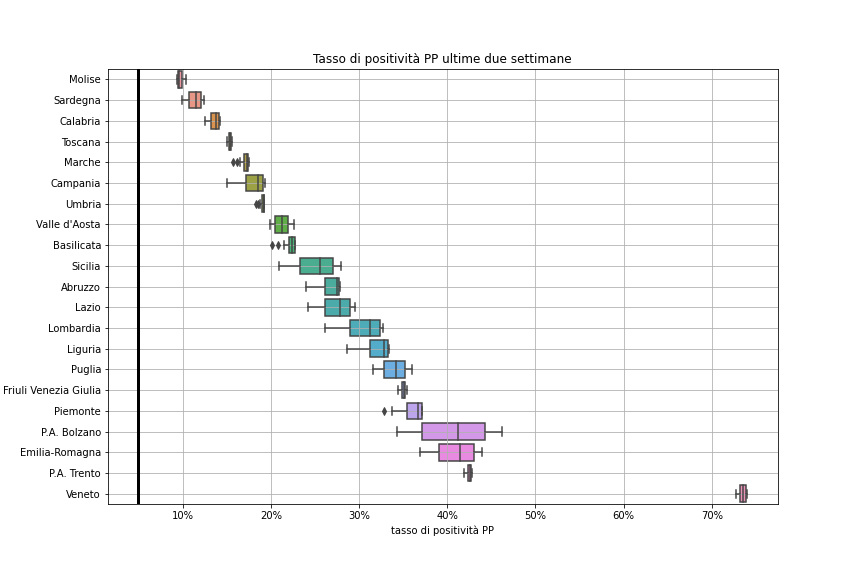 Tasso di positività PP ultime due settimane
Molise
Sardegna
Calabria
Toscana
Marche
Campania
Umbria
Valle d'Aosta
Basilicata
Sicilia
Abruzzo
Lazio
Lombardia
Liguria
Puglia
Friuli Venezia Giulia
Piemonte
P.A. Bolzano
Emilia-Romagna
P.A. Trento
Veneto
10% 20% 30% 40% 50% 60% 70%
tasso di positività PP